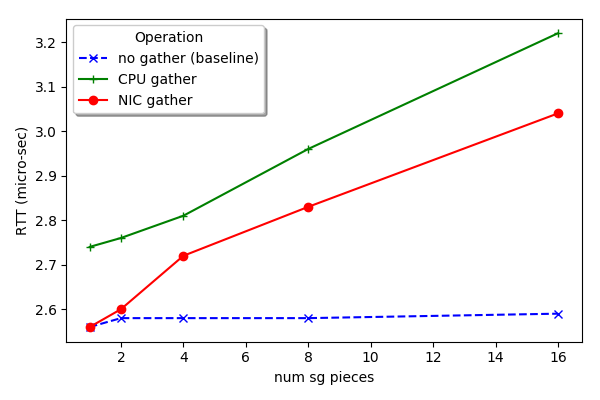 Operation
no gather (baseline)
CPU gather
NIC gather
3.2
3.1
3.0
2.9
2.8
2.7
2.6
RTT (micro-sec)
2 4 6 8 10 12 14 16
num sg pieces